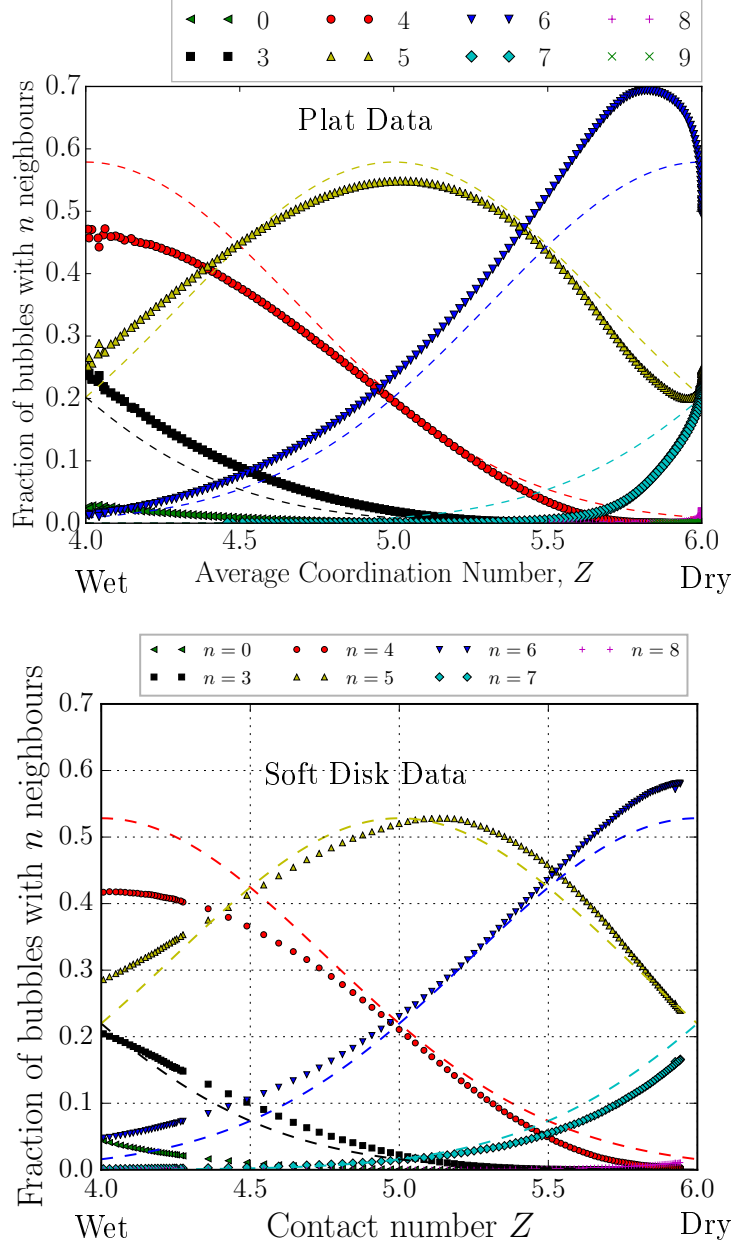 0 4 6 8
3 5 7 9
Plat Data
Fraction of bubbles with n neighbours
0.7
0.6
0.5
0.4
0.3
0.2
0.1
0.0
4.0 4.5 5.0 5.5 6.0
Wet Average Coordination Number, Z Dry
n = 0 n = 4 n = 6 n = 8
n = 3 n = 5 n = 7
Soft Disk Data
Fraction of bubbles with n neighbours
0.7
0.6
0.5
0.4
0.3
0.2
0.1
0.0
4.0 4.5 5.0 5.5 6.0
Wet Contact number Z Dry